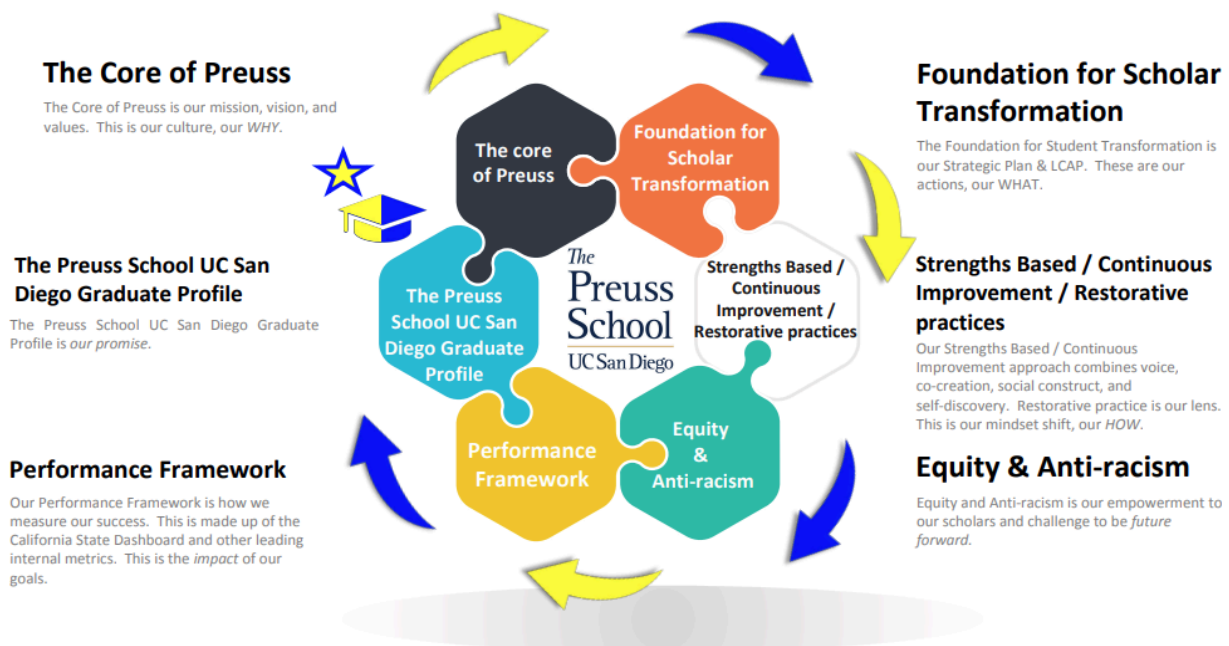 The Core of Preuss
The Core of Preuss is our mission, vision, and
values. This is our culture, our WHY.
The Preuss School UC San
Diego Graduate Profile
The Preuss School UC San Diego Graduate
Profile is our promise.
Performance Framework
Our Performance Framework is how we
measure our success. This is made up of the
California State Dashboard and other leading
internal metrics. This is the impact of our
goals.
The core
of Preuss
Foundation for
Scholar
Transformation
Strengths Based /
Continuous
Improvement /
Restorative practices
Equity
&
Anti-racism
Performance
Framework
The Preuss
School UC San
Diego Graduate
Profile
The
Preuss
School
UC San Diego
Foundation for Scholar
Transformation
The Foundation for Student Transformation is
our Strategic Plan & LCAP. These are our
actions, our WHAT.
Strengths Based / Continuous
Improvement / Restorative
practices
Our Strengths Based / Continuous
Improvement approach combines voice,
co-creation, social construct, and
self-discovery. Restorative practice is our lens.
This is our mindset shift, our HOW.
Equity & Anti-racism
Equity and Anti-racism is our empowerment to
our scholars and challenge to be future
forward.